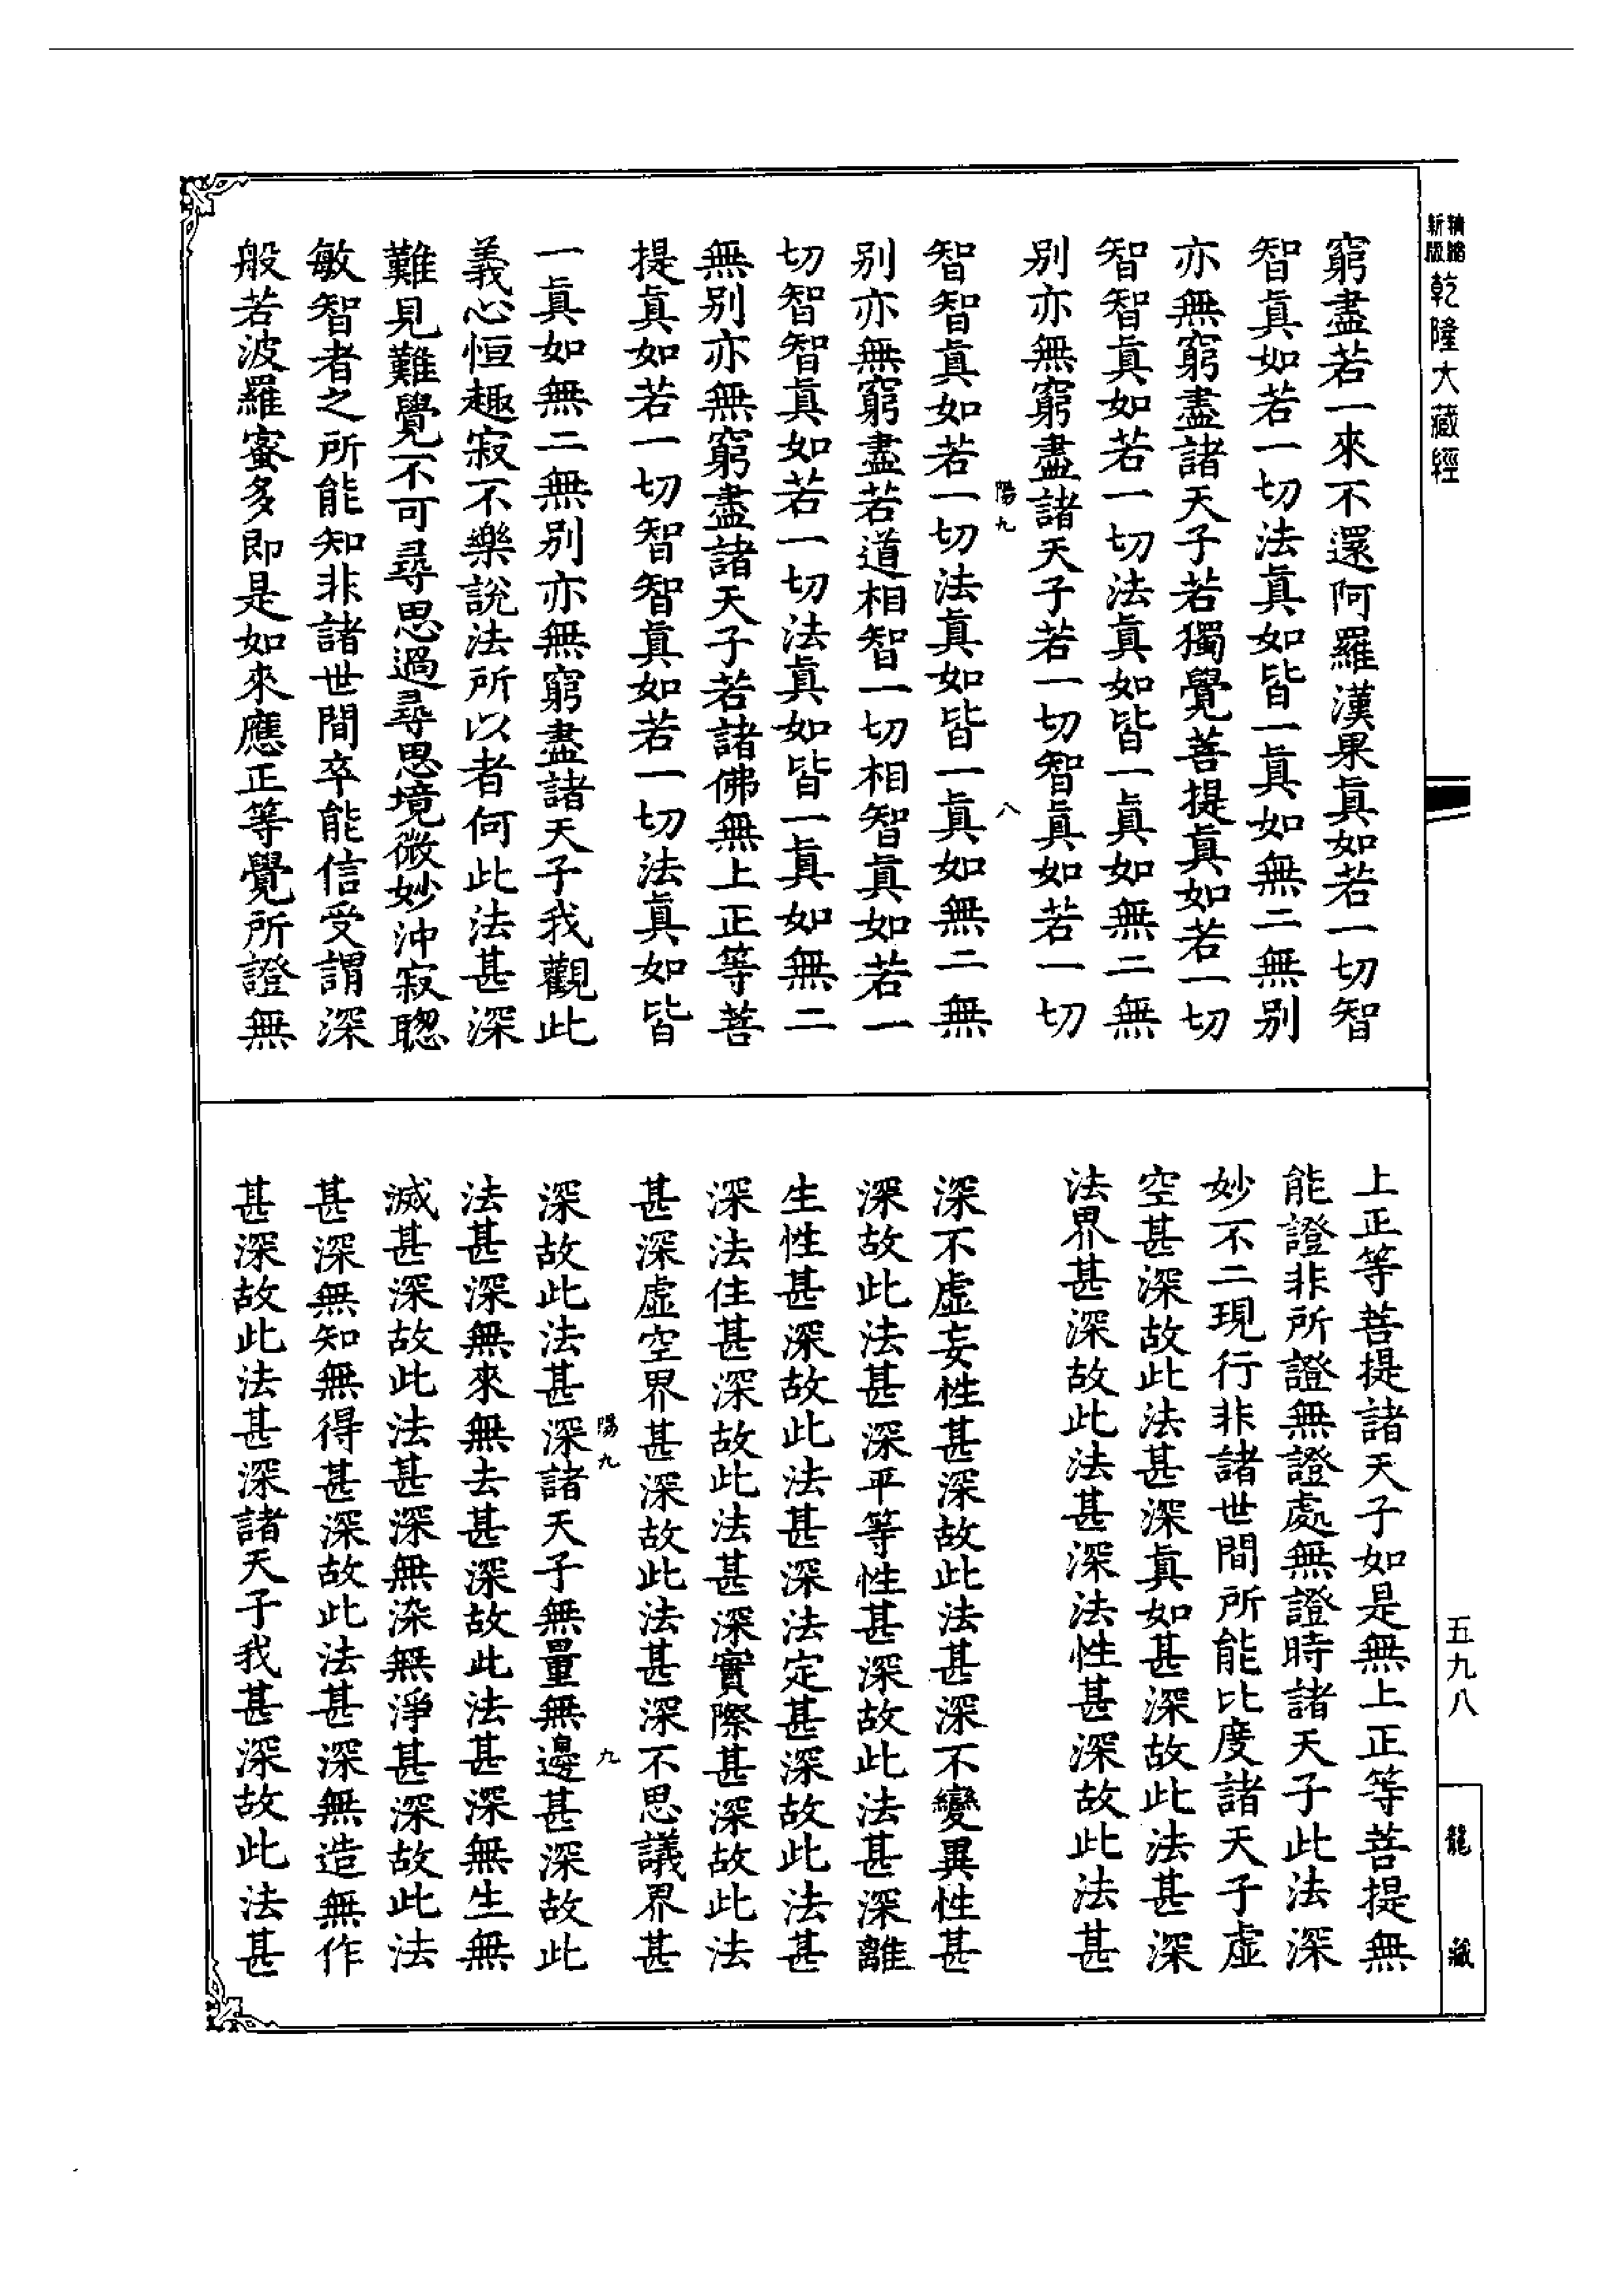 精縮新版乾隆大藏經
窮盡若一來不還阿羅漢果真如若一切智
智真如若一切法真如皆一真如無二無別
亦無窮盡諸天子若獨覺菩提真如若一切
智智真如若一切法真如皆一真如無二無
別亦無窮盡諸天子若一切智真如若一切
陽九
八
智智真如若一切法真如皆一真如無二無
別亦無窮盡若道相智一切相智真如若一
切智智真如若一切法真如皆一真如無二
無別亦無窮盡諸天子若諸佛無上正等菩
提真如若一切智智真如若一切法真如皆
一真如無二無別亦無窮盡諸天子我觀此
義心恒趣寂不樂說法所以者何此法甚深
難見難覺不可尋思過尋思境微妙沖寂聰
敏智者之所能知非諸世間卒能信受謂深
般若波羅蜜多即是如來應正等覺所證無
五九八
龍藏
上正等菩提諸天子如是無上正等菩提無
能證非所證無證處無證時諸天子此法深
妙不二現行非諸世間所能比度諸天子虛
空甚深故此法甚深真如甚深故此法甚深
法界甚深故此法甚深法性甚深故此法甚
深不虛妄性甚深故此法甚深不變異性甚
深故此法甚深平等性甚深故此法甚深離
生性甚深故此法甚深法定甚深故此法甚
深法住甚深故此法甚深實際甚深故此法
甚深虛空界甚深故此法甚深不思議界甚
陽九
九
深故此法甚深諸天子無量無邊甚深故此
法甚深無來無去甚深故此法甚深無生無
滅甚深故此法甚深無染無淨甚深故此法
甚深無知無得甚深故此法甚深無造無作
甚深故此法甚深諸天子我甚深故此法甚